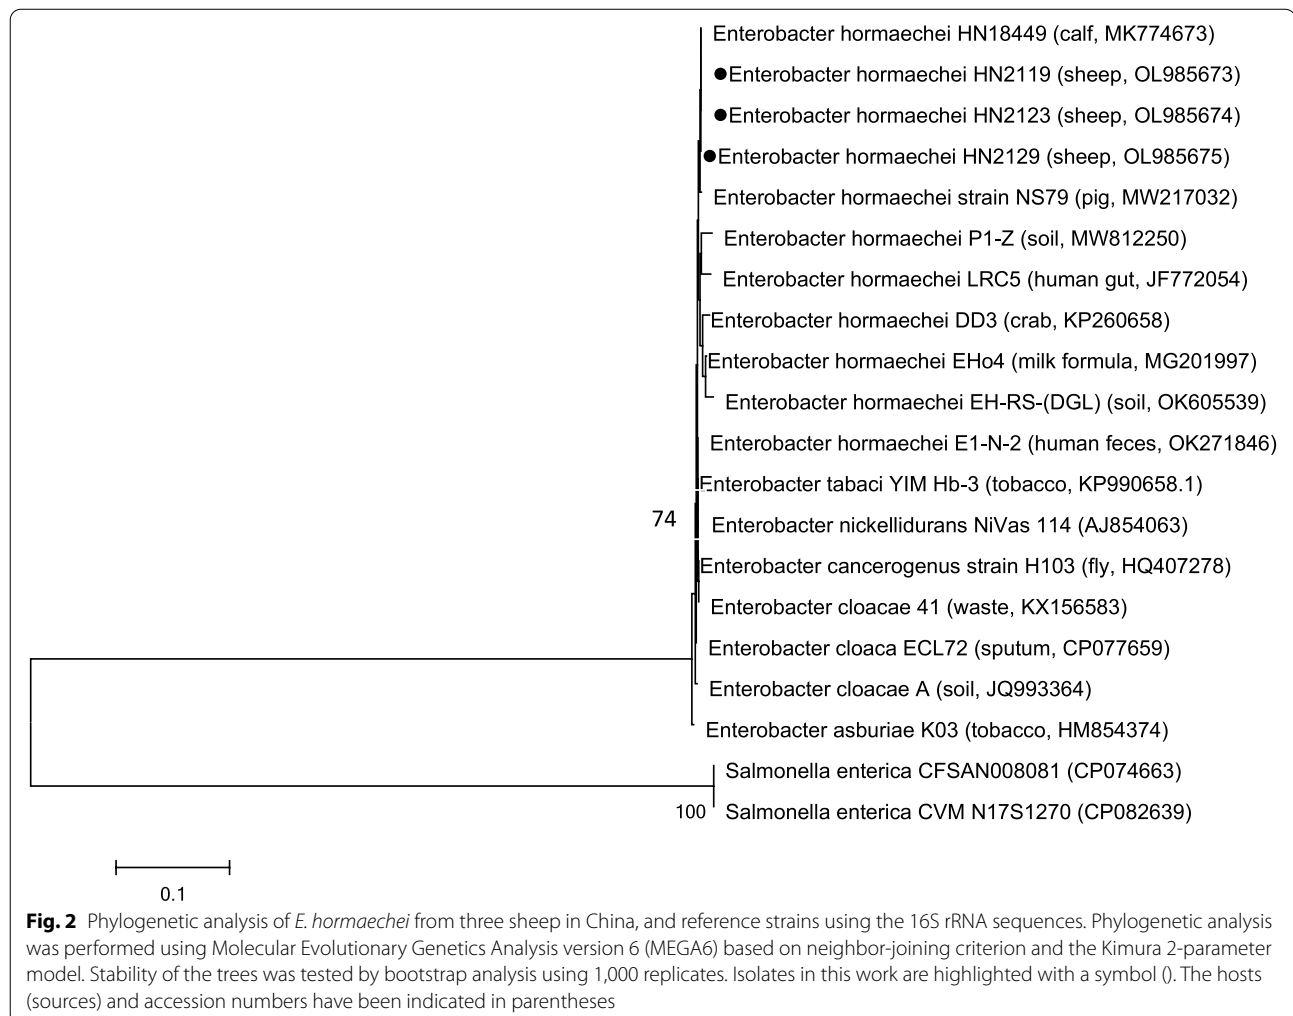 Enterobacter hormaechei HN18449 (calf, MK774673)
●Enterobacter hormaechei HN2119 (sheep, OL985673)
●Enterobacter hormaechei HN2123 (sheep, OL985674)
●Enterobacter hormaechei HN2129 (sheep, OL985675)
Enterobacter hormaechei strain NS79 (pig, MW217032)
Enterobacter hormaechei P1-Z (soil, MW812250)
Enterobacter hormaechei LRC5 (human gut, JF772054)
Enterobacter hormaechei DD3 (crab, KP260658)
Enterobacter hormaechei EHo4 (milk formula, MG201997)
Enterobacter hormaechei EH-RS-(DGL) (soil, OK605539)
Enterobacter hormaechei E1-N-2 (human feces, OK271846)
Enterobacter tabaci YIM Hb-3 (tobacco, KP990658.1)
74
Enterobacter nickellidurans NiVas 114 (AJ854063)
Enterobacter cancerogenus strain H103 (fly, HQ407278)
Enterobacter cloacae 41 (waste, KX156583)
Enterobacter cloaca ECL72 (sputum, CP077659)
Enterobacter cloacae A (soil, JQ993364)
Enterobacter asburiae K03 (tobacco, HM854374)
Salmonella enterica CFSAN008081 (CP074663)
100
Salmonella enterica CVM N17S1270 (CP082639)
0.1
Fig. 2 Phylogenetic analysis of E. hormaechei from three sheep in China, and reference strains using the 16S rRNA sequences. Phylogenetic analysis
was performed using Molecular Evolutionary Genetics Analysis version 6 (MEGA6) based on neighbor-joining criterion and the Kimura 2-parameter
model. Stability of the trees was tested by bootstrap analysis using 1,000 replicates. Isolates in this work are highlighted with a symbol (). The hosts
(sources) and accession numbers have been indicated in parentheses